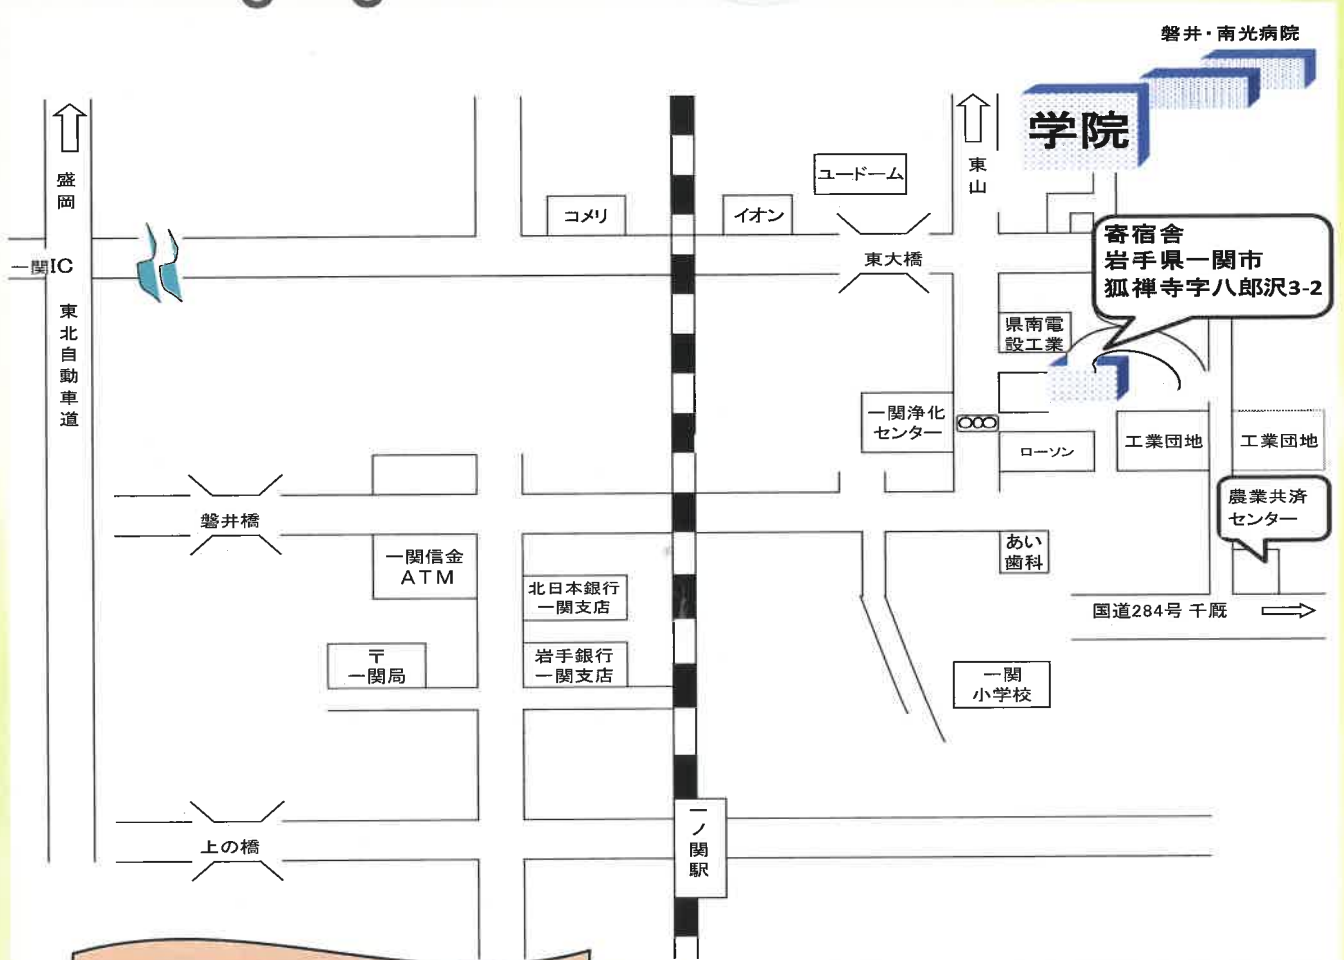 磐井・南光病院
学院
盛岡
東山
ユードーム
コメリ
イオン
寄宿舎
岩手県一関市
狐禅寺字八郎沢3-2
東大橋
一関IC
東北自動車道
県南電
設工業
一関浄化
センター
ローソン
工業団地
工業団地
農業共済
センター
磐井橋
一関信金
ATM
あい
歯科
北日本銀行
一関支店
国道284号 千厩
〒
一関局
岩手銀行
一関支店
一関
小学校
一ノ関駅
上の橋